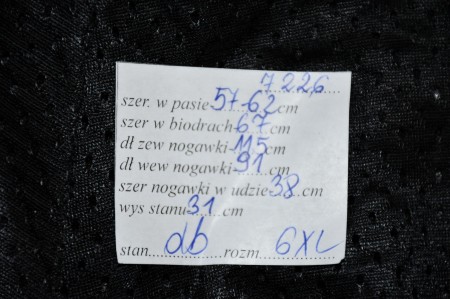 7226
szer. w pasie 57-62 cm
szer w biodrach 67 cm
dł zew nogawki 115 cm
dł wew nogawki 91 cm
szer nogawki w udzie 38 cm
wys stanu 31 cm
stan db rozm 6XL